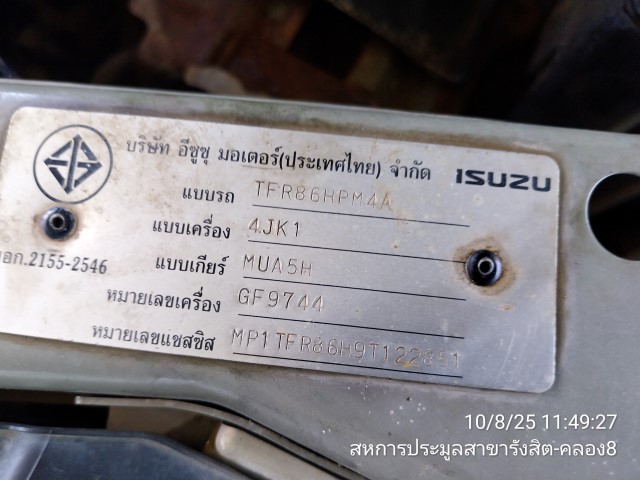 บริษัท อีซูซุ มอเตอร์(ประเทศไทย) จำกัด ISUZU
แบบรถ TFR86HPM4A
แบบเครื่อง 4JK1
มอก.2155-2546
แบบเกียร์ MUA5H
หมายเลขเครื่อง GF9744
หมายเลขแชสซีส MP1TFR86H9T122851
10/8/25 11:49:27
สหการประมูลสาขารังสิต-คลอง8